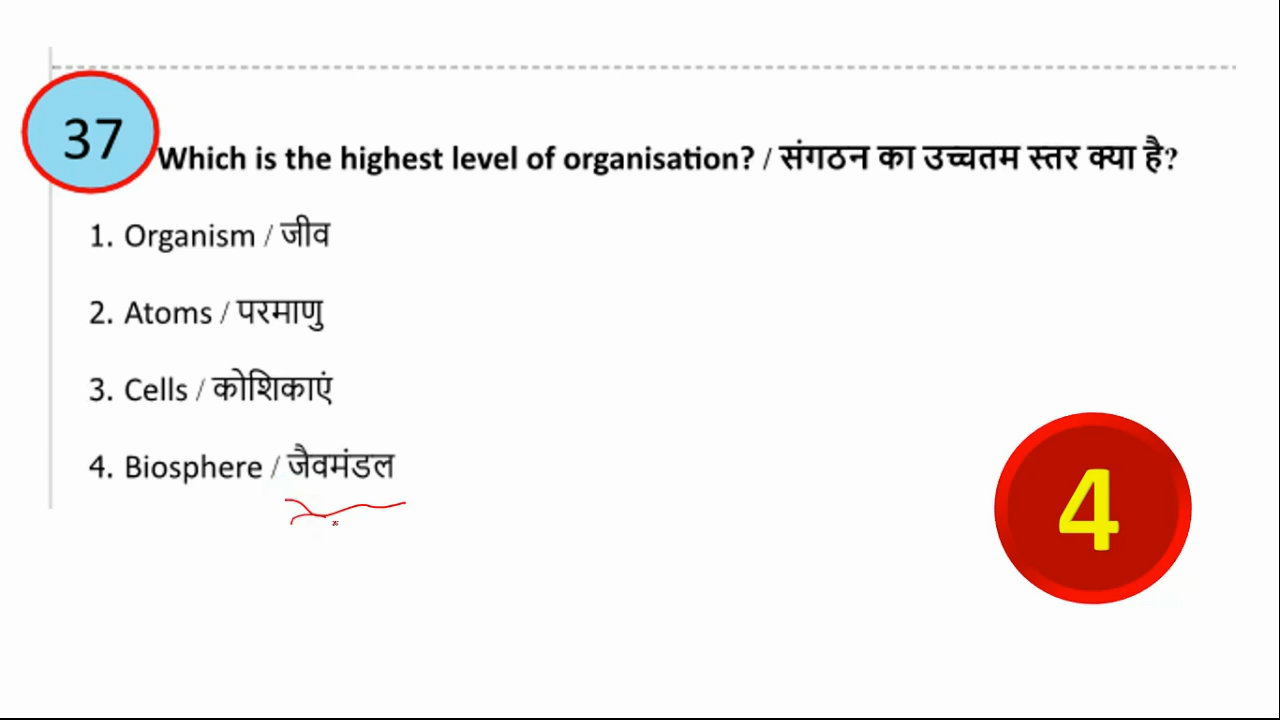 37
Which is the highest level of organisation? / संगठन का उच्चतम स्तर क्या है?
1. Organism / जीव
2. Atoms / परमाणु
3. Cells / कोशिकाएं
4. Biosphere / जैवमंडल
4